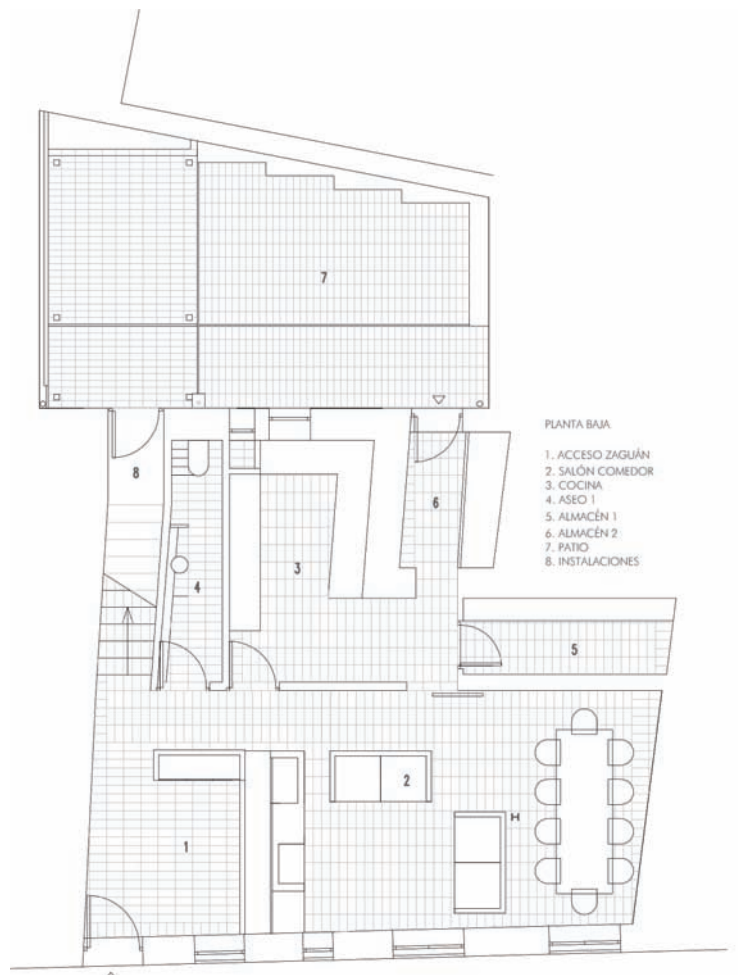 7
8
6
4
3
5
2
H
1
PLANTA BAJA
1. ACCESO ZAGUÁN
2. SALÓN COMEDOR
3. COCINA
4. ASEO 1
5. ALMACÉN 1
6. ALMACÉN 2
7. PATIO
8. INSTALACIONES